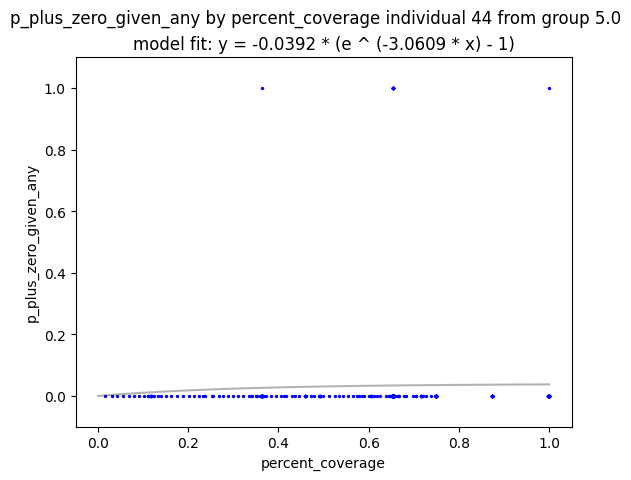 p_plus_zero_given_any by percent_coverage individual 44 from group 5.0
model fit: y = -0.0392 * (e ^ (-3.0609 * x) - 1)
1.0
0.8
0.6
0.4
0.2
0.0
p_plus_zero_given_any
0.0 0.2 0.4 0.6 0.8 1.0
percent_coverage